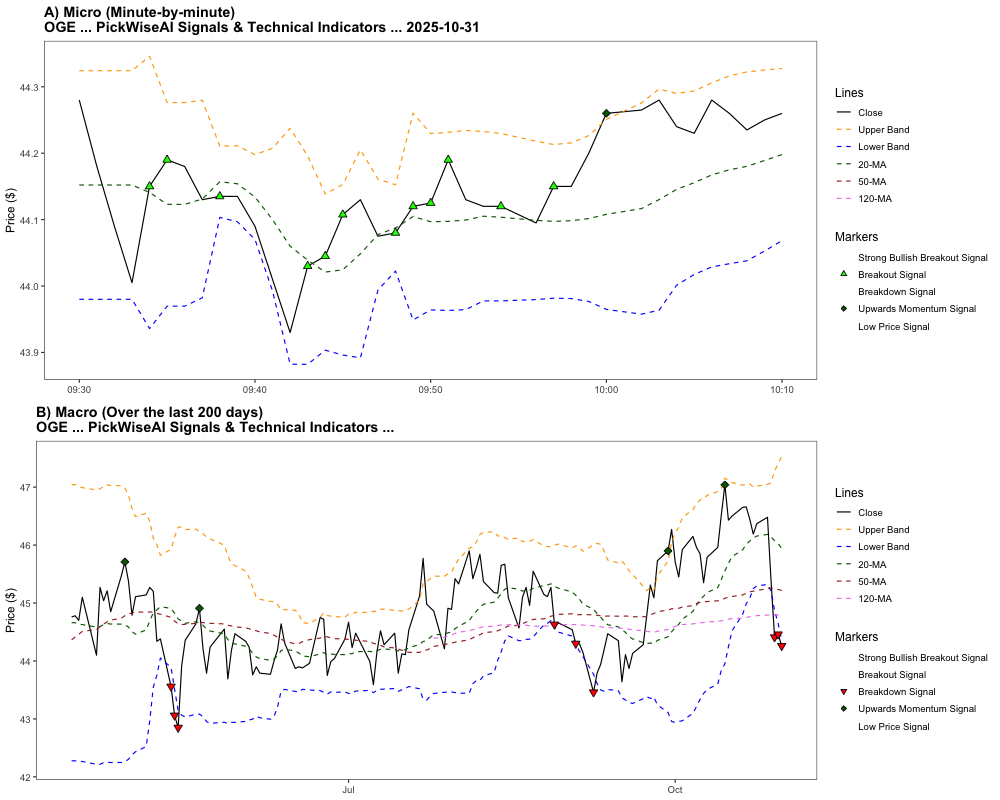 A) Micro (Minute-by-minute)
OGE ... PickWiseAI Signals & Technical Indicators ... 2025-10-31
Price ($)
44.3
44.2
44.1
44.0
43.9
09:30
09:40
09:50
10:00
10:10
Lines
Close
Upper Band
Lower Band
20-MA
50-MA
120-MA
Markers
Strong Bullish Breakout Signal
Breakout Signal
Breakdown Signal
Upwards Momentum Signal
Low Price Signal
B) Macro (Over the last 200 days)
OGE ... PickWiseAI Signals & Technical Indicators ...
Price ($)
47
46
45
44
43
42
Jul
Oct
Lines
Close
Upper Band
Lower Band
20-MA
50-MA
120-MA
Markers
Strong Bullish Breakout Signal
Breakout Signal
Breakdown Signal
Upwards Momentum Signal
Low Price Signal